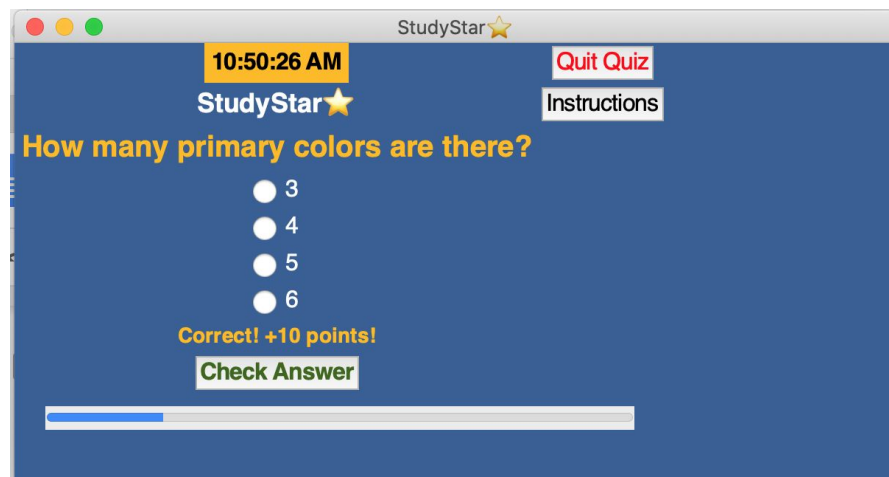 StudyStar⭐
10:50:26 AM
Quit Quiz
StudyStar⭐
Instructions
How many primary colors are there?
3
4
5
6
Correct! +10 points!
Check Answer